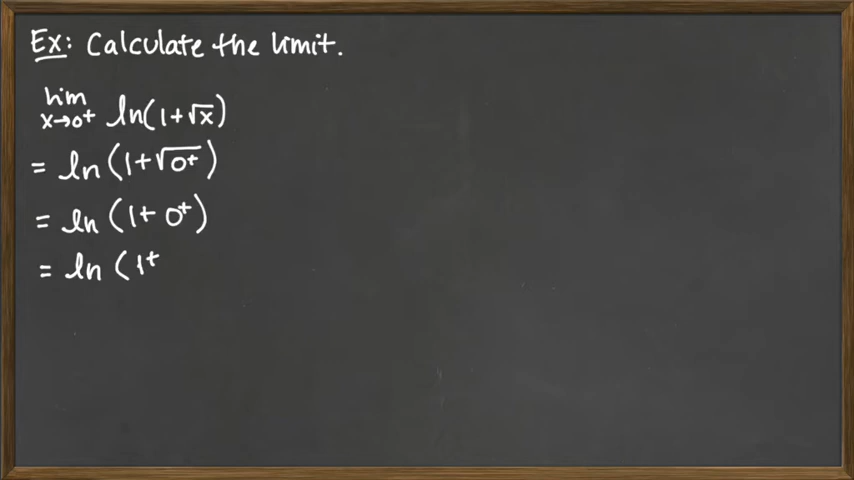 Ex: Calculate the limit.
lim x→0⁺ ln(1+√x)
= ln(1+√0⁺)
= ln(1+0⁺)
= ln(1⁺